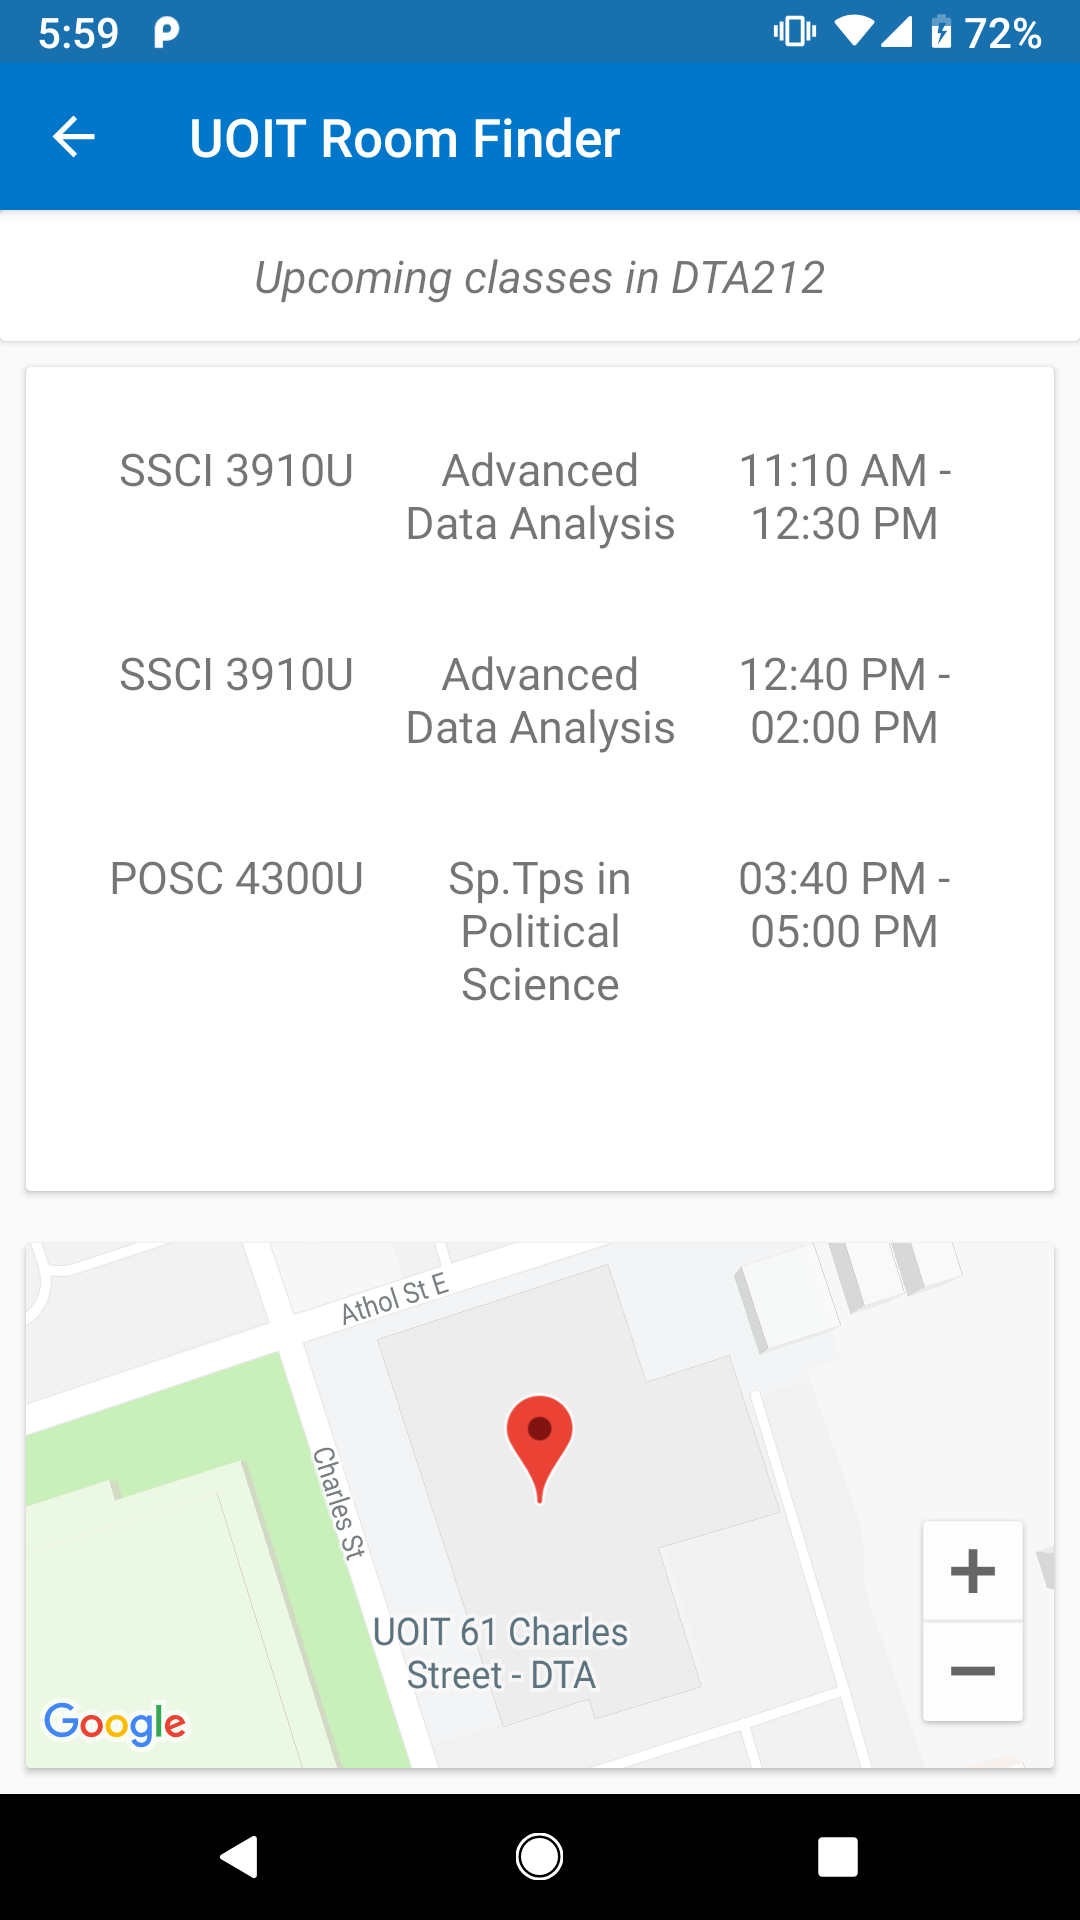 5:59 72%
UOIT Room Finder
Upcoming classes in DTA212
SSCI 3910U Advanced 11:10 AM -
Data Analysis 12:30 PM
SSCI 3910U Advanced 12:40 PM -
Data Analysis 02:00 PM
POSC 4300U Sp.Tps in 03:40 PM -
Political 05:00 PM
Science
Athol St E
Charles St
UOIT 61 Charles
Street - DTA
+
−
Google